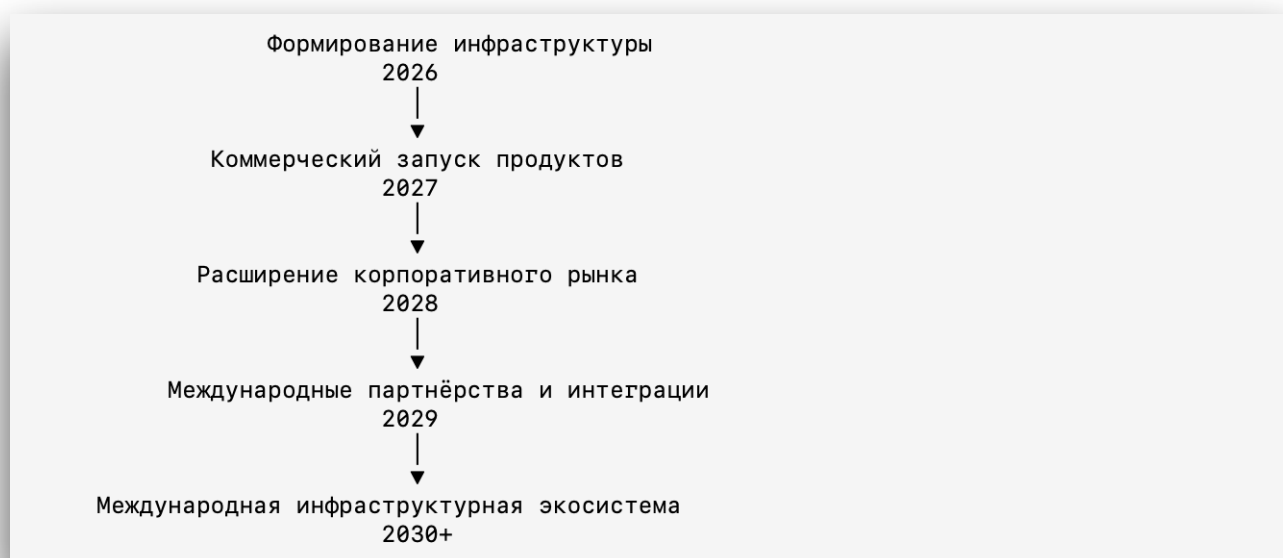 Формирование инфраструктуры
2026
│
▼
Коммерческий запуск продуктов
2027
│
▼
Расширение корпоративного рынка
2028
│
▼
Международные партнёрства и интеграции
2029
│
▼
Международная инфраструктурная экосистема
2030+